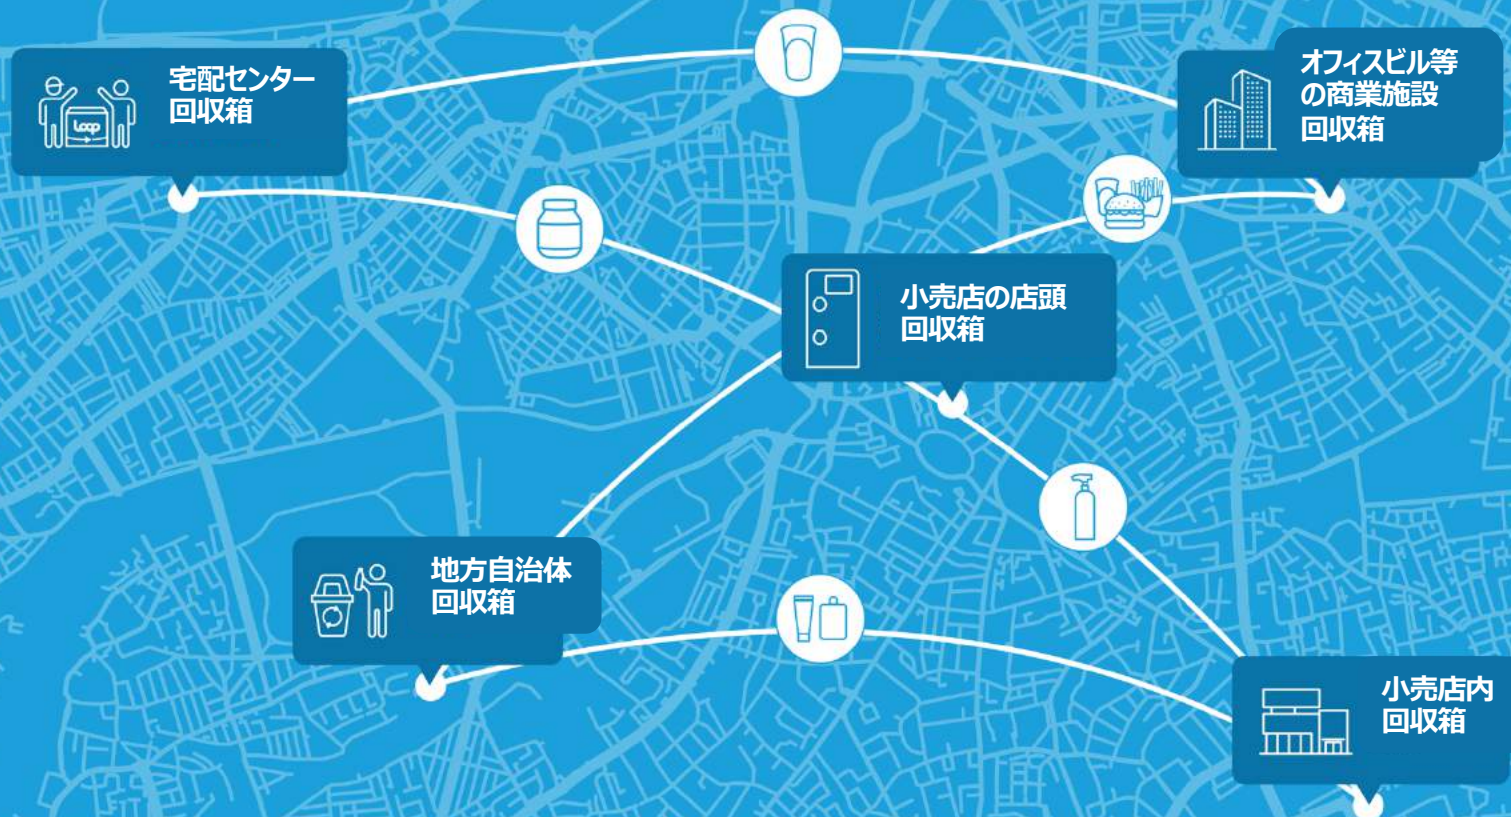 宅配センター
回収箱
loop
オフィスビル等
の商業施設
回収箱
小売店の店頭
回収箱
地方自治体
回収箱
小売店内
回収箱